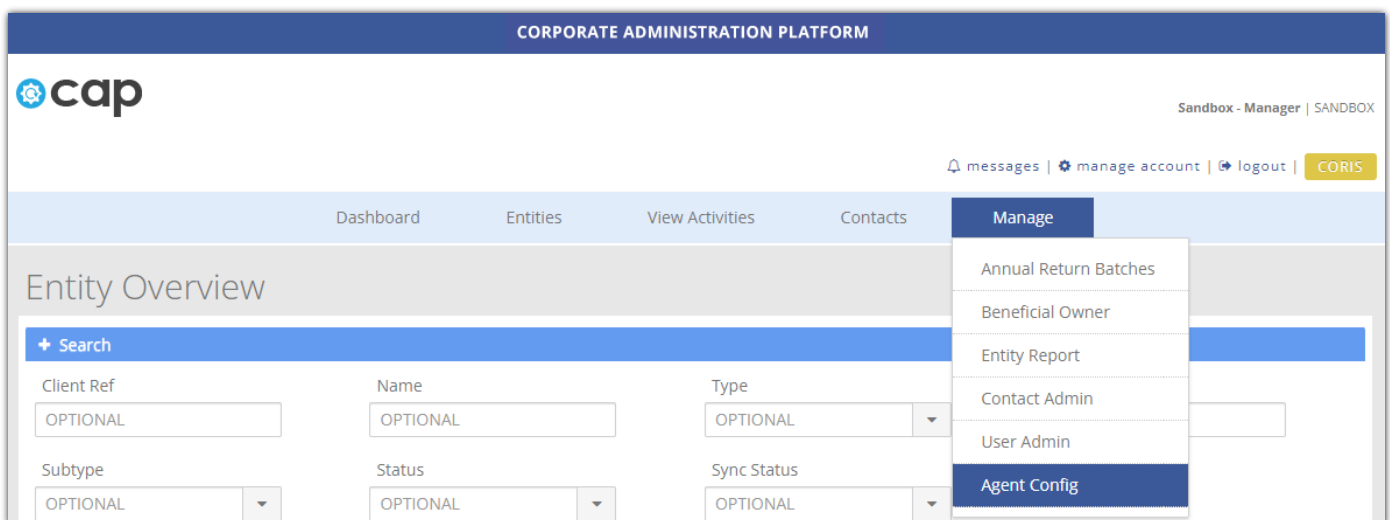 CORPORATE ADMINISTRATION PLATFORM
cap
Sandbox - Manager | SANDBOX
messages | manage account | logout | CORIS
Dashboard Entities View Activities Contacts Manage
Annual Return Batches
Beneficial Owner
Entity Report
Contact Admin
User Admin
Agent Config
Entity Overview
+ Search
Client Ref Name Type
OPTIONAL OPTIONAL OPTIONAL
Subtype Status Sync Status
OPTIONAL OPTIONAL OPTIONAL